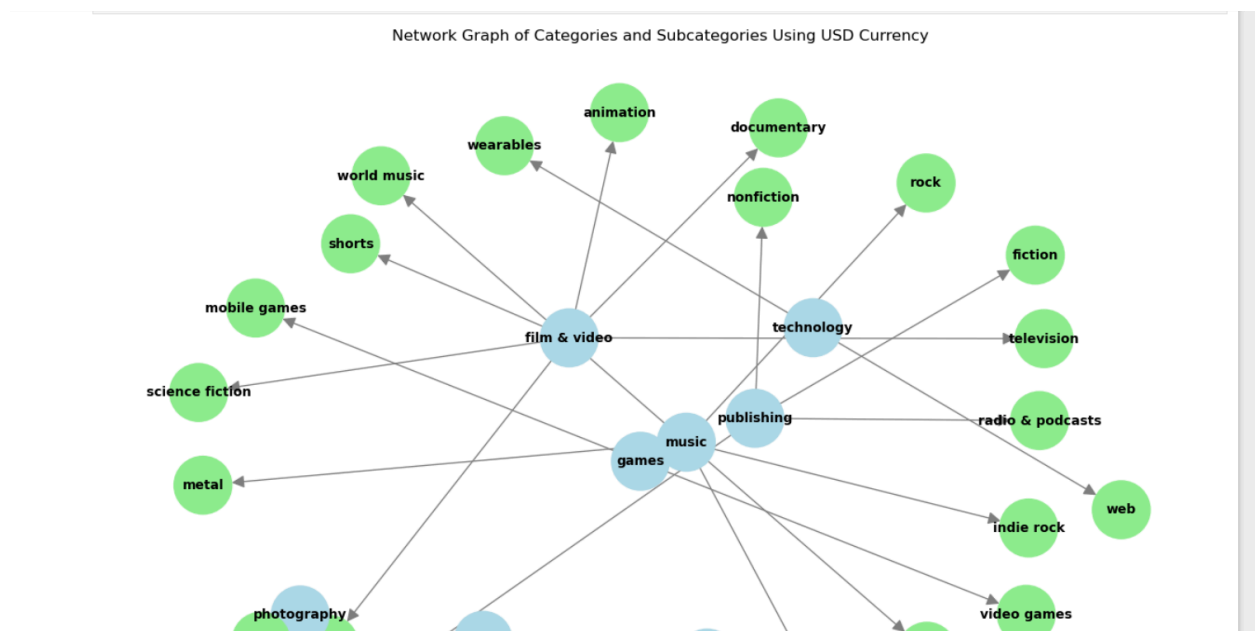 Network Graph of Categories and Subcategories Using USD Currency
animation
documentary
wearables
world music
rock
nonfiction
shorts
fiction
mobile games
technology
film & video
television
science fiction
publishing
radio & podcasts
music
games
metal
web
indie rock
photography
video games